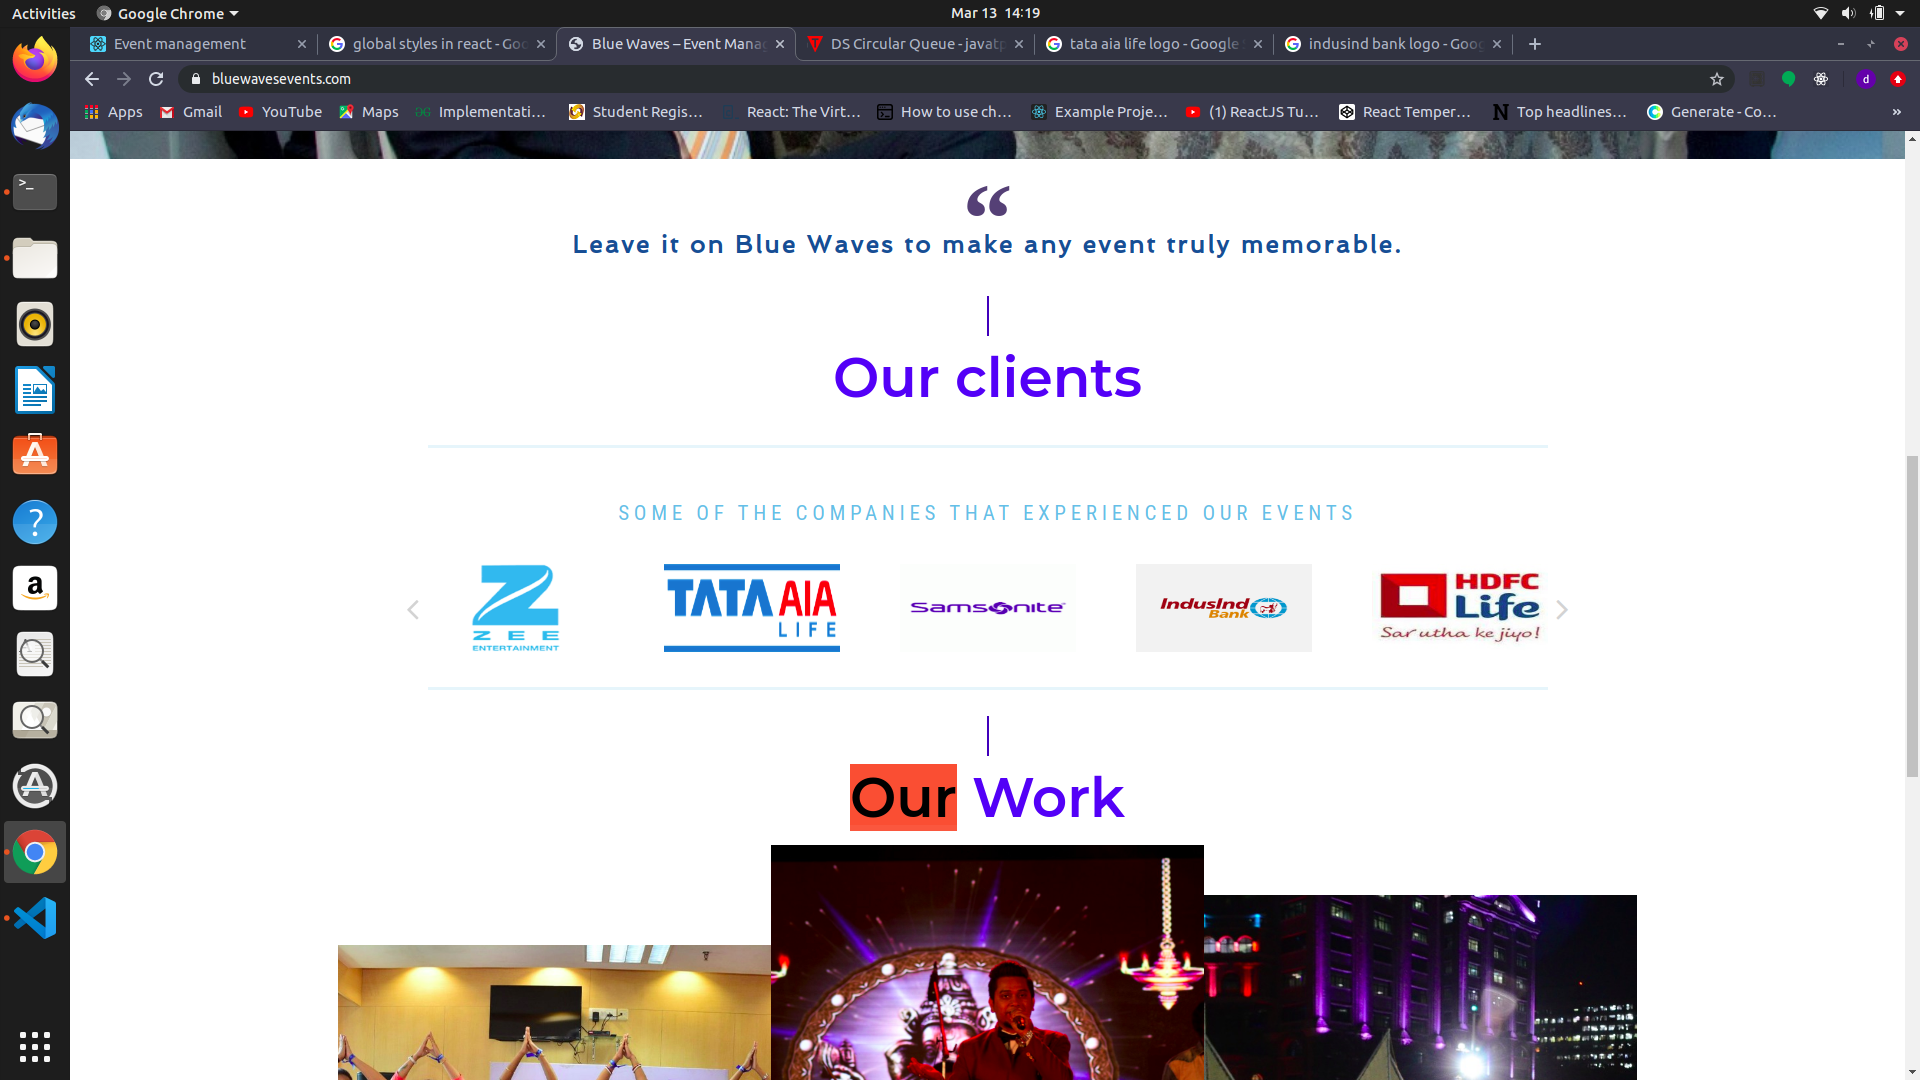 Activities
Google Chrome
Mar 13 14:19
Event management
global styles in react - Goo
Blue Waves – Event Manag
DS Circular Queue - javatp
tata aia life logo - Google
indusind bank logo - Goog
bluewavesevents.com
d
Apps
Gmail
YouTube
Maps
Implementati…
Student Regis…
React: The Virt…
How to use ch…
Example Proje…
(1) ReactJS Tu…
React Temper…
Top headlines…
Generate - Co…
»
“
Leave it on Blue Waves to make any event truly memorable.
Our clients
SOME OF THE COMPANIES THAT EXPERIENCED OUR EVENTS
Z
ZEE
ENTERTAINMENT
TATA AIA
LIFE
Samsonite
IndusInd
Bank
HDFC
Life
Sar utha ke jiyo!
Our Work